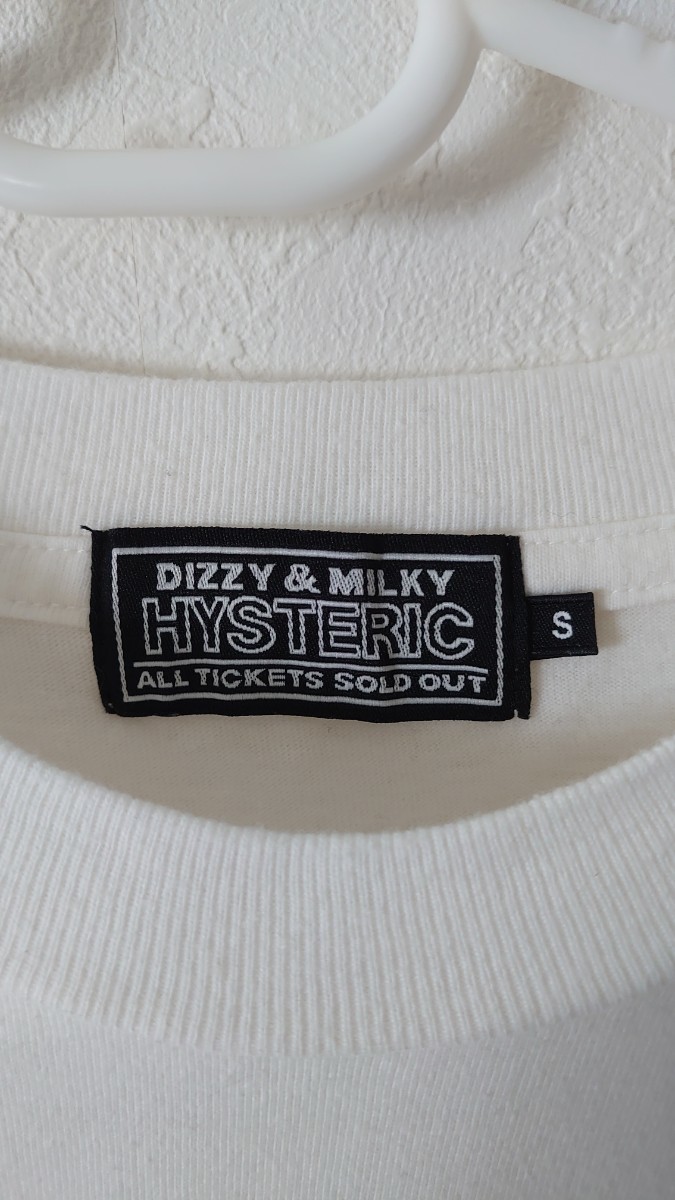 DIZZY & MILKY
HYSTERIC
ALL TICKETS SOLD OUT
S